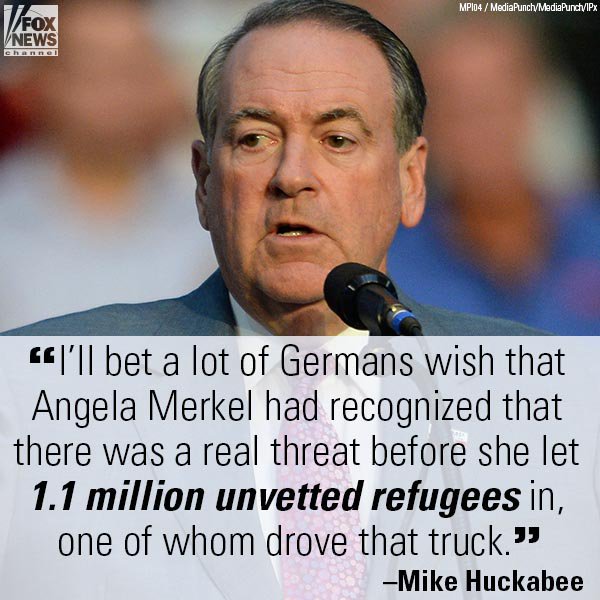 MPI04 / MediaPunch/MediaPunch/IPx
FOX
NEWS
channel
“I’ll bet a lot of Germans wish that
Angela Merkel had recognized that
there was a real threat before she let
1.1 million unvetted refugees in,
one of whom drove that truck.”
–Mike Huckabee